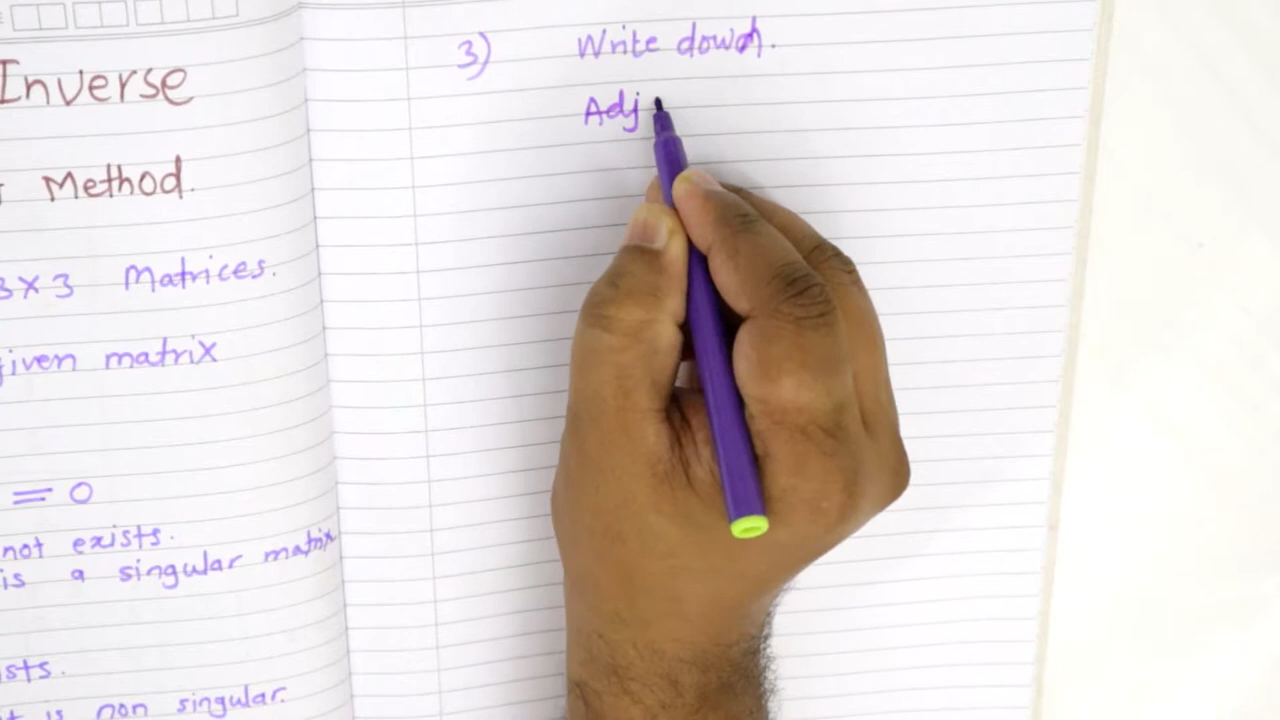 Inverse
Method.
3x3 Matrices.
given matrix
= 0
not exists.
is a singular matrix
sts.
t is non singular.
3) Write down.
Adj